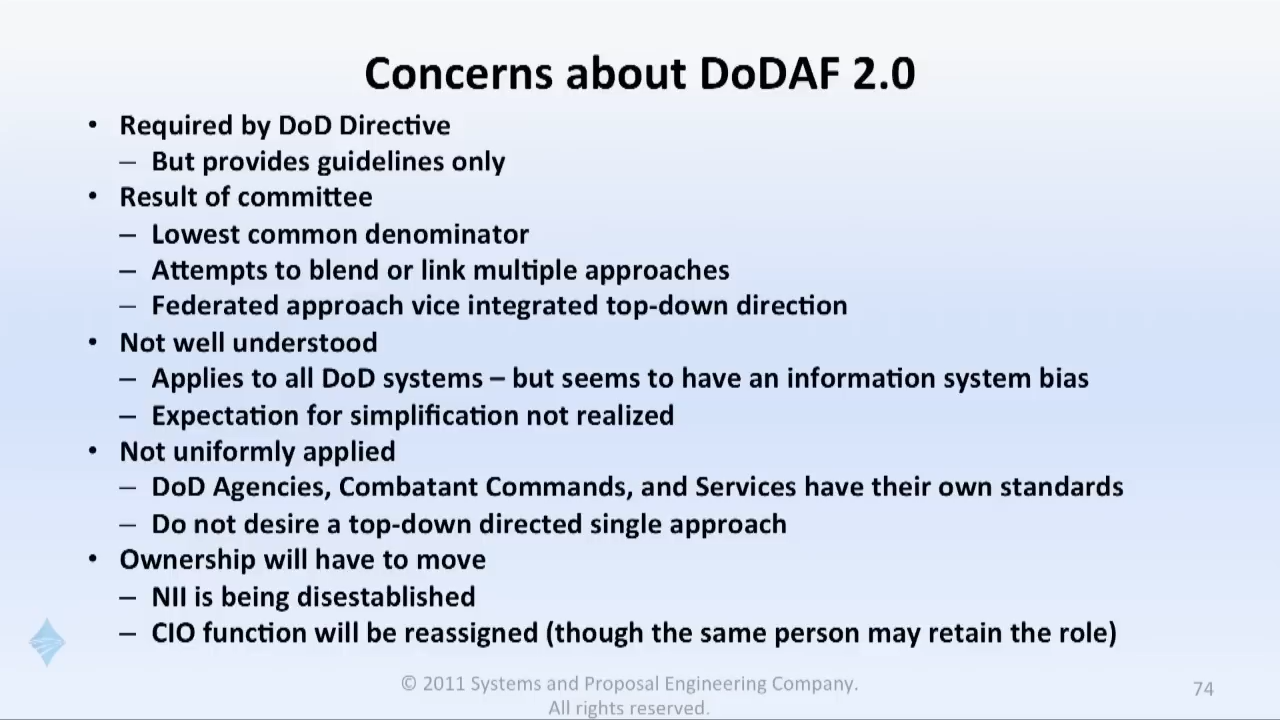 Concerns about DoDAF 2.0
• Required by DoD Directive
– But provides guidelines only
• Result of committee
– Lowest common denominator
– Attempts to blend or link multiple approaches
– Federated approach vice integrated top-down direction
• Not well understood
– Applies to all DoD systems – but seems to have an information system bias
– Expectation for simplification not realized
• Not uniformly applied
– DoD Agencies, Combatant Commands, and Services have their own standards
– Do not desire a top-down directed single approach
• Ownership will have to move
– NII is being disestablished
– CIO function will be reassigned (though the same person may retain the role)
© 2011 Systems and Proposal Engineering Company.
All rights reserved.
74